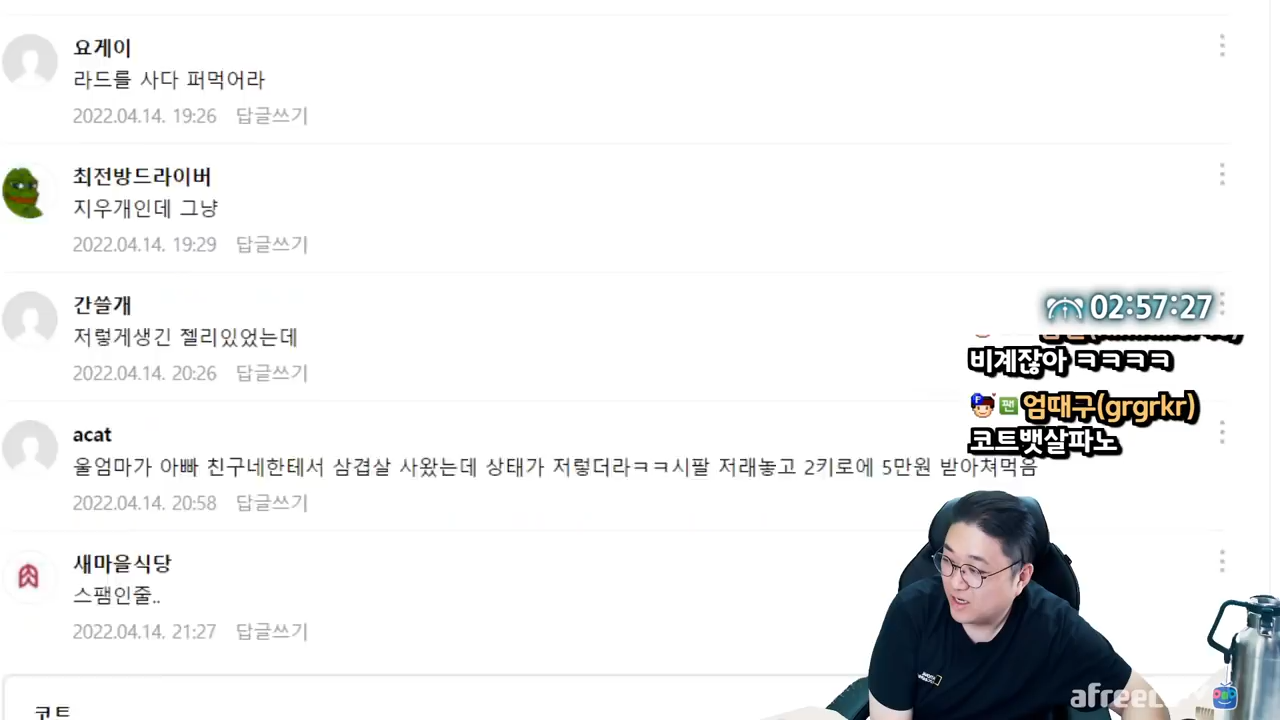 요게이
라드를 사다 퍼먹어라
2022.04.14. 19:26 답글쓰기
최전방드라이버
지우개인데 그냥
2022.04.14. 19:29 답글쓰기
간쓸개
저렇게생긴 젤리있었는데
2022.04.14. 20:26 답글쓰기
acat
울엄마가 아빠 친구네한테서 삼겹살 사왔는데 상태가 저렇더라ㅋㅋ시팔 저래놓고 2키로에 5만원 받아쳐먹음
2022.04.14. 20:58 답글쓰기
새마을식당
스팸인줄..
2022.04.14. 21:27 답글쓰기
코트
02:57:27
비계잖아 ㅋㅋㅋㅋ
F 팬 엄때구(grgrkr)
코트뱃살파노